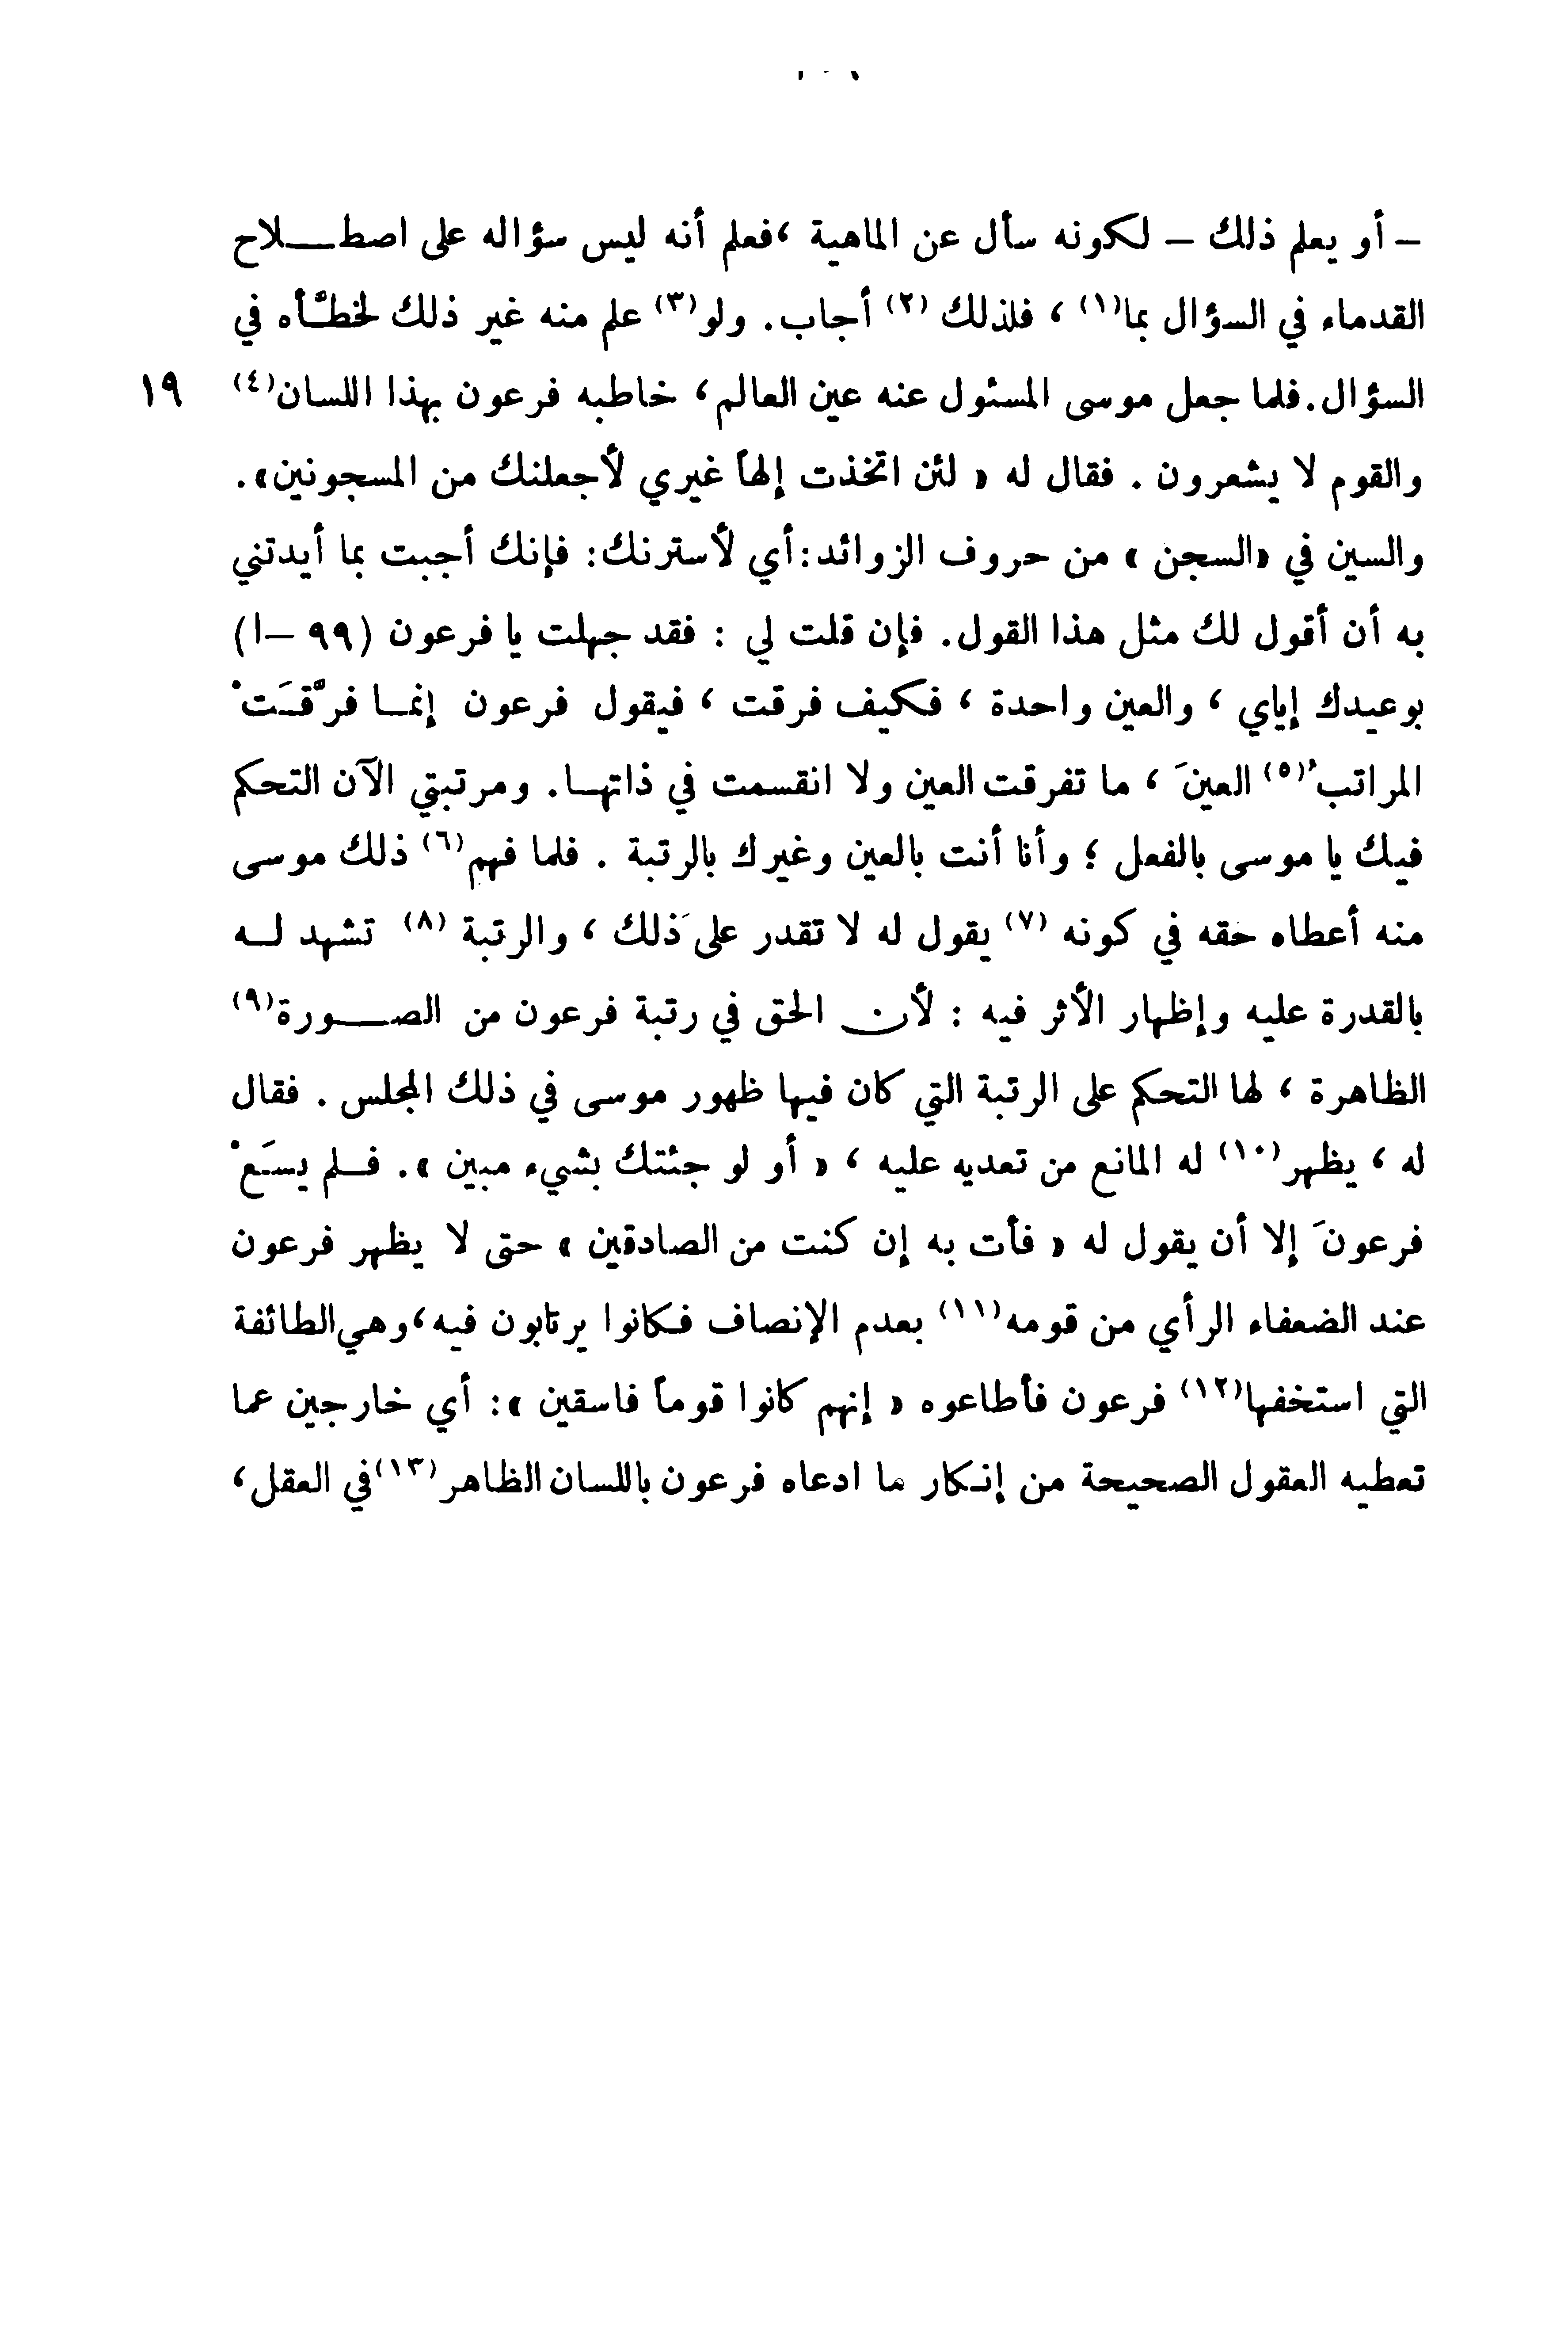 – أو يعلم ذلك – لكونه سأل عن الماهية ، فعلم أنه ليس سؤاله على اصطـلاح
القدماء في السؤال بما(١) ، فلذلك (٢) أجاب. ولو(٣) علم منه غير ذلك لخطَّأه في
السؤال. فلما جعل موسى المسئول عنه عين العالم، خاطبه فرعون بهذا اللسان(٤) ١٩
والقوم لا يشعرون . فقال له « لئن اتخذت إلهاً غيري لأجعلنك من المسجونين».
والسين في «السجن » من حروف الزوائد: أي لأسترنك: فإنك أجبت بما أيدتني
به أن أقول لك مثل هذا القول. فإن قلت لي : فقد جهلت يا فرعون (٩٩ –ا)
بوعيدك إياي ، والعين واحدة ، فكيف فرقت ، فيقول فرعون إنمـا فرَّقـَتْ
المراتبُ(٥) العينَ ، ما تفرقت العين ولا انقسمت في ذاتهـا. ومرتبتي الآن التحكم
فيك يا موسى بالفعل ؛ وأنا أنت بالعين وغيرك بالرتبة . فلما فهم(٦) ذلك موسى
منه أعطاه حقه في كونه (٧) يقول له لا تقدر على ذلك ، والرتبة (٨) تشهد لـه
بالقدرة عليه وإظهار الأثر فيه : لأن الحق في رتبة فرعون من الصـورة(٩)
الظاهرة ، لها التحكم على الرتبة التي كان فيها ظهور موسى في ذلك المجلس . فقال
له ، يظهر(١٠) له المانع من تعديه عليه ، « أو لو جئتك بشيء مبين ». فـلم يسـَعْ
فرعونَ إلا أن يقول له « فأت به إن كنت من الصادقين » حتى لا يظهر فرعون
عند الضعفاء الرأي من قومه(١١) بعدم الإنصاف فكانوا يرتابون فيه، وهي الطائفة
التي استخفها(١٢) فرعون فأطاعوه « إنهم كانوا قوماً فاسقين »: أي خارجين عما
تعطيه العقول الصحيحة من إنـكار ما ادعاه فرعون باللسان الظاهر(١٣) في العقل،